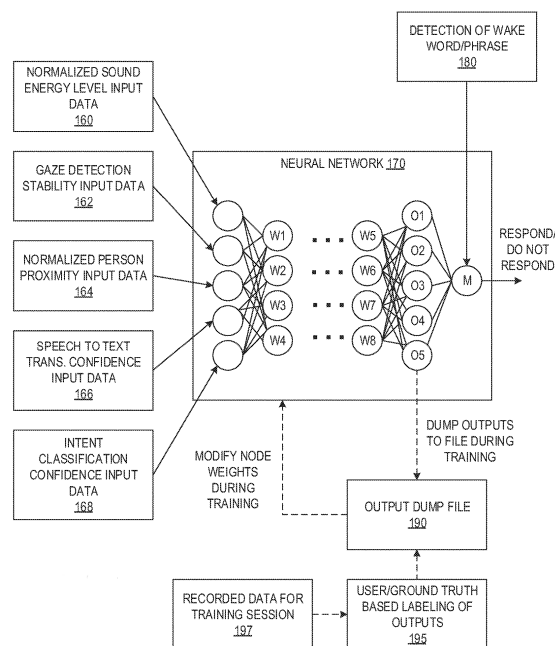 DETECTION OF WAKE
WORD/PHRASE
180
NORMALIZED SOUND
ENERGY LEVEL INPUT
DATA
160
GAZE DETECTION
STABILITY INPUT DATA
162
NORMALIZED PERSON
PROXIMITY INPUT DATA
164
SPEECH TO TEXT
TRANS. CONFIDENCE
INPUT DATA
166
INTENT
CLASSIFICATION
CONFIDENCE INPUT
DATA
168
NEURAL NETWORK 170
W1
W2
W3
W4
W5
W6
W7
W8
O1
O2
O3
O4
O5
M
RESPOND/
DO NOT
RESPOND
MODIFY NODE
WEIGHTS
DURING
TRAINING
DUMP OUTPUTS
TO FILE DURING
TRAINING
OUTPUT DUMP FILE
190
RECORDED DATA FOR
TRAINING SESSION
197
USER/GROUND TRUTH
BASED LABELING OF
OUTPUTS
195